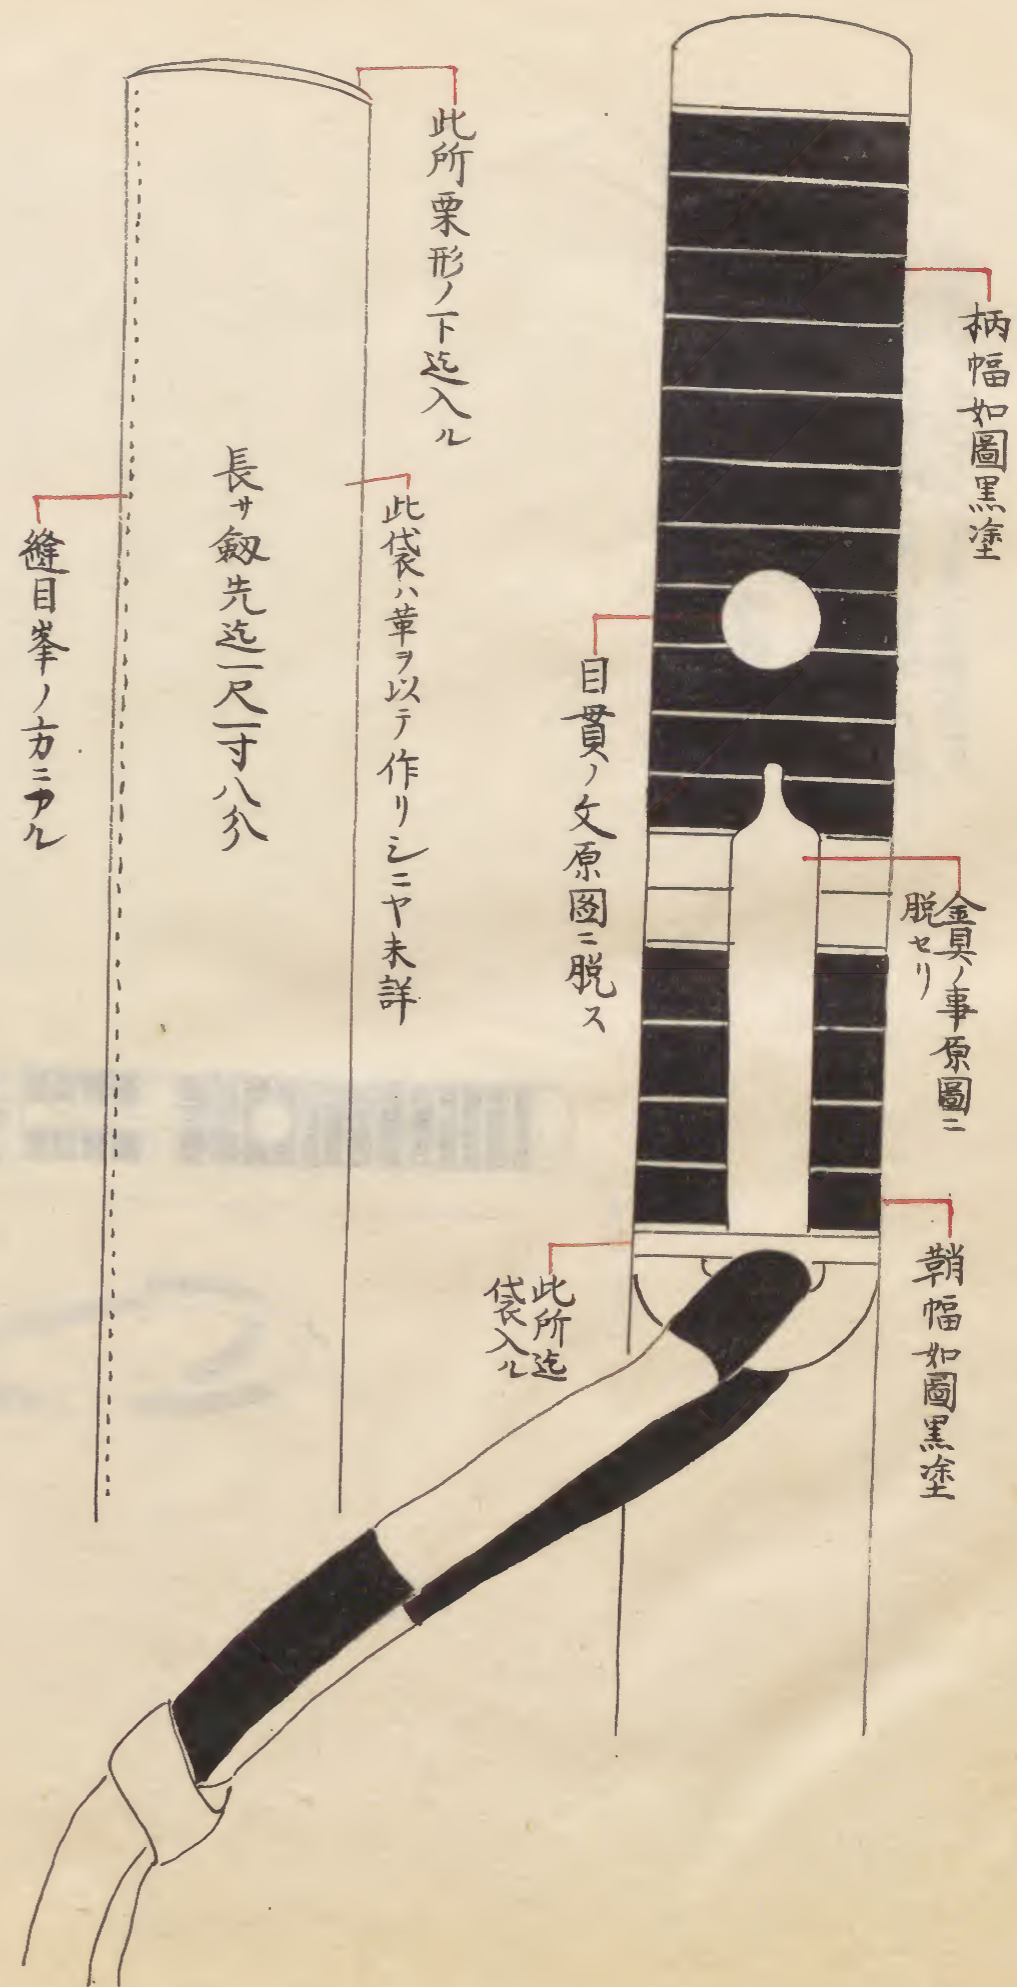 柄幅如圖黒塗
金具ノ事原圖ニ
脱セリ
鞘幅如圖黒塗
目貫ノ文原圖ニ脱ス
此所迄
袋入ル
此所栗形ノ下迄入ル
此袋ハ革ヲ以テ作リシニヤ未詳
長サ劔先迄一尺一寸八分
縫目峯ノ方ニアル